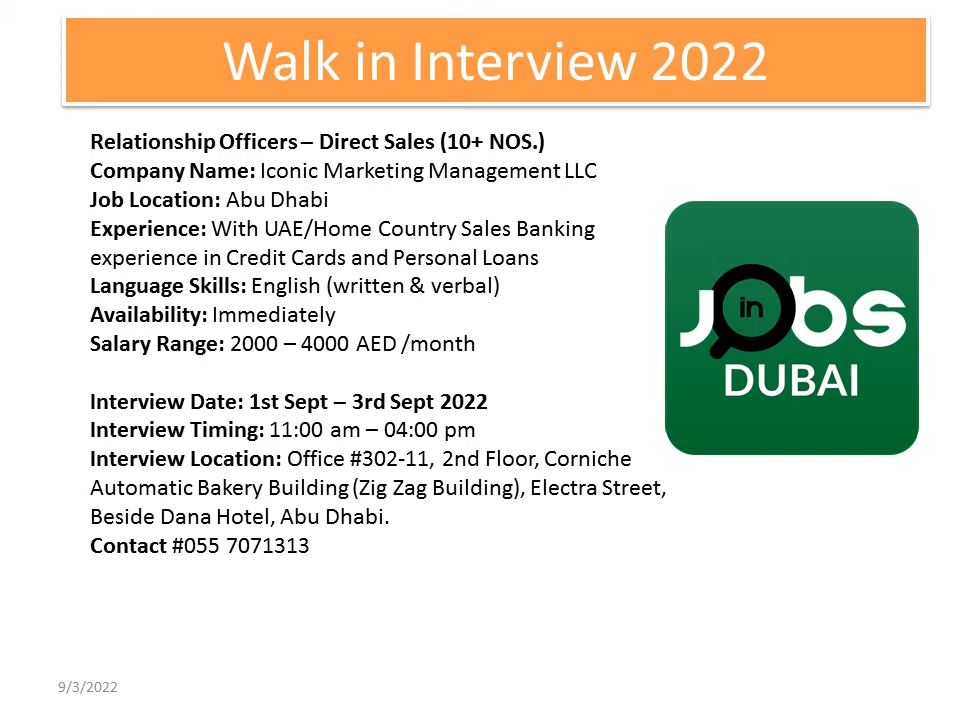 Walk in Interview 2022
Relationship Officers – Direct Sales (10+ NOS.)
Company Name: Iconic Marketing Management LLC
Job Location: Abu Dhabi
Experience: With UAE/Home Country Sales Banking
experience in Credit Cards and Personal Loans
Language Skills: English (written & verbal)
Availability: Immediately
Salary Range: 2000 – 4000 AED /month
Interview Date: 1st Sept – 3rd Sept 2022
Interview Timing: 11:00 am – 04:00 pm
Interview Location: Office #302-11, 2nd Floor, Corniche
Automatic Bakery Building (Zig Zag Building), Electra Street,
Beside Dana Hotel, Abu Dhabi.
Contact #055 7071313
Jobs
in
DUBAI
9/3/2022